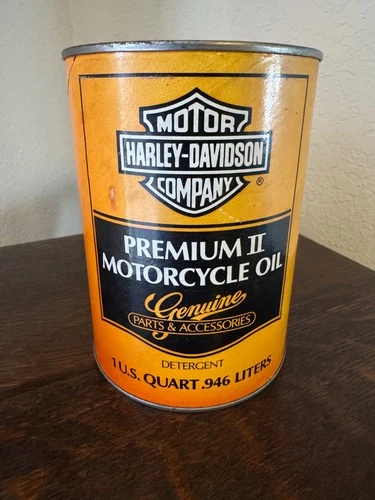 MOTOR
HARLEY-DAVIDSON
COMPANY
®
PREMIUM II
MOTORCYCLE OIL
Genuine
PARTS & ACCESSORIES
DETERGENT
1 U.S. QUART .946 LITERS